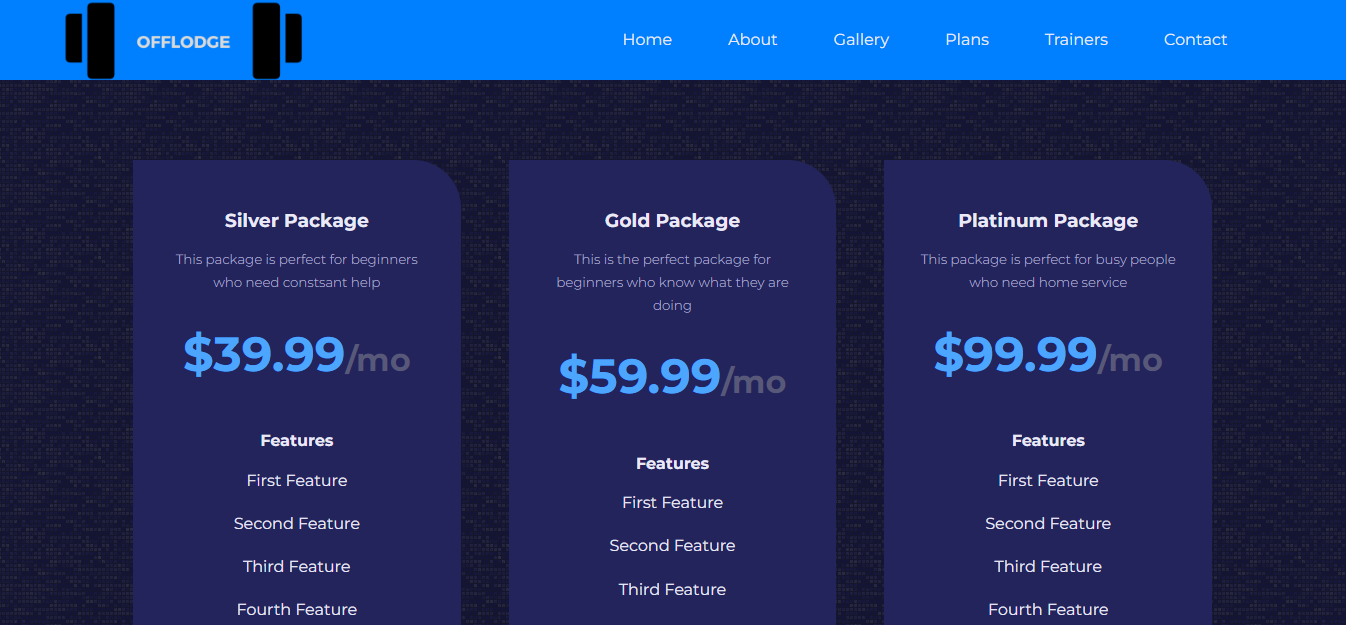 OFFLODGE
Home
About
Gallery
Plans
Trainers
Contact
Silver Package
This package is perfect for beginners
who need constsant help
$39.99/mo
Features
First Feature
Second Feature
Third Feature
Fourth Feature
Gold Package
This is the perfect package for
beginners who know what they are
doing
$59.99/mo
Features
First Feature
Second Feature
Third Feature
Platinum Package
This package is perfect for busy people
who need home service
$99.99/mo
Features
First Feature
Second Feature
Third Feature
Fourth Feature